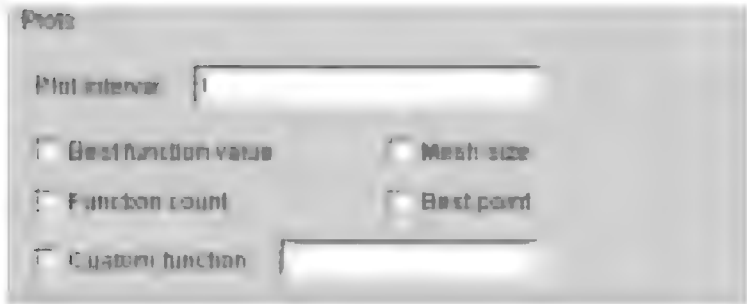 Plots
Plot interval 1
Best function value Mesh size
Function count Best point
Custom function